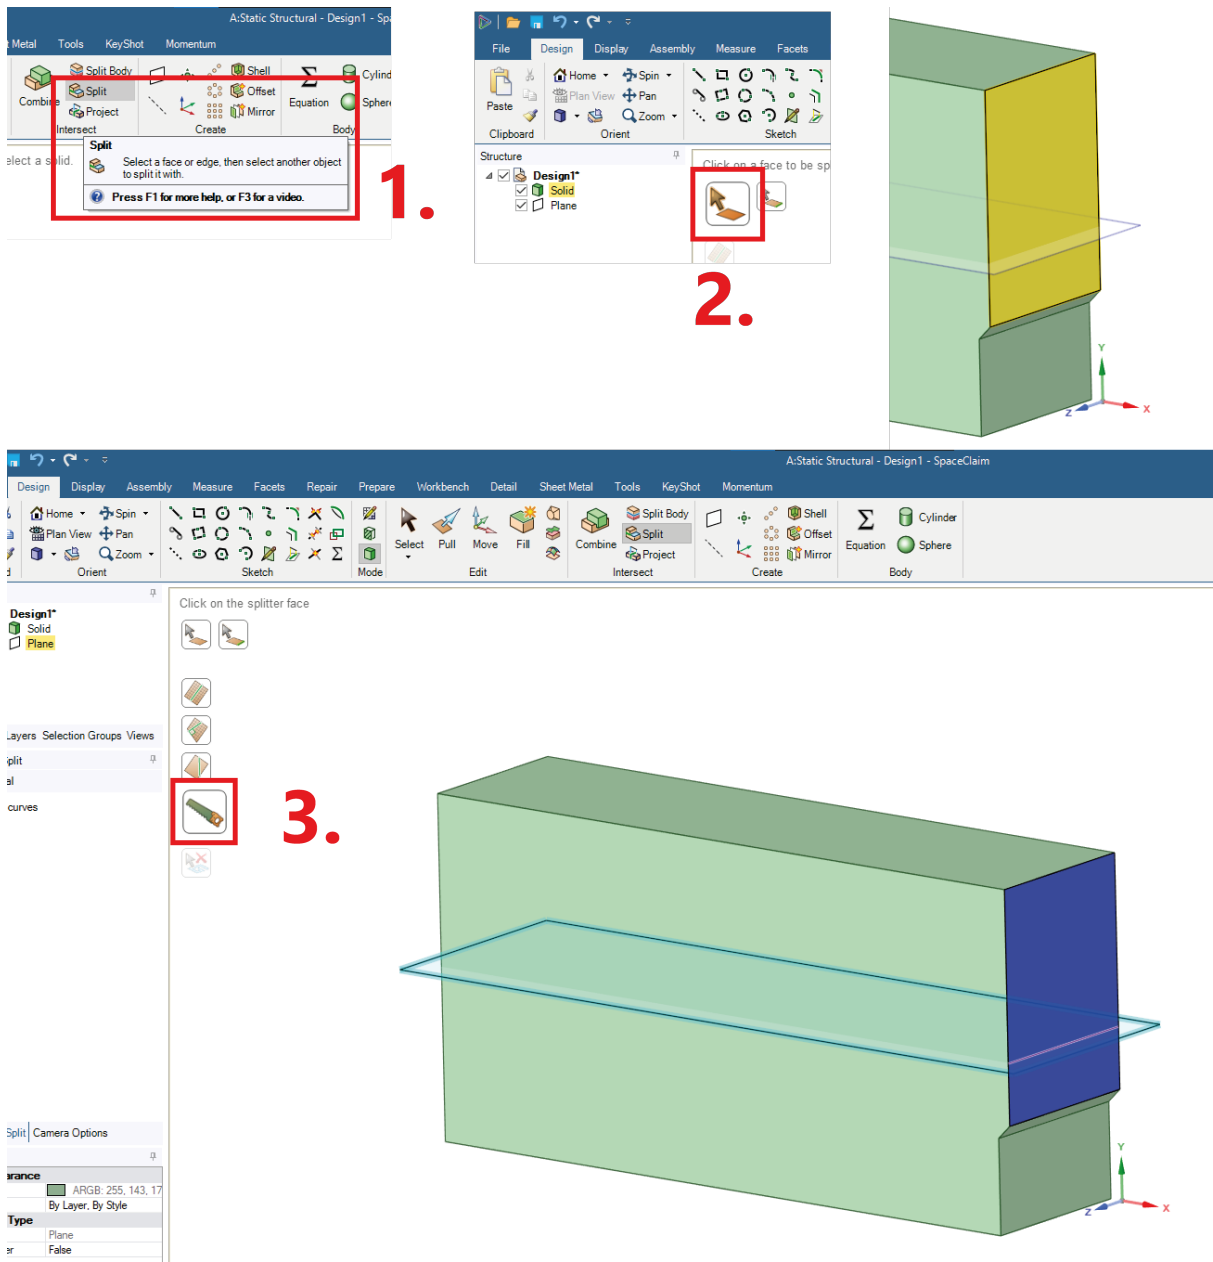 A:Static Structural - Design1 - Sp
t Metal Tools KeyShot Momentum
Split Body Shell Cylind
Split Offset
Combine Equation
Project Mirror Sphere
Intersect Create Body
elect a solid.
Split
Select a face or edge, then select another object
to split it with.
Press F1 for more help, or F3 for a video.
1.
File Design Display Assembly Measure Facets
Home Spin
Paste Plan View Pan
Zoom
Clipboard Orient Sketch
Structure
Click on a face to be sp
Design1*
Solid
Plane
2.
Y
Z X
A:Static Structural - Design1 - SpaceClaim
Design Display Assembly Measure Facets Repair Prepare Workbench Detail Sheet Metal Tools KeyShot Momentum
Home Spin Split Body Shell Cylinder
Plan View Pan Split Offset
Select Pull Move Fill Combine Equation Sphere
Zoom Project Mirror
d Orient Sketch Mode Edit Intersect Create Body
Click on the splitter face
Design1*
Solid
Plane
Layers Selection Groups Views
Split
al
curves
3.
Split Camera Options
arance
ARGB: 255, 143, 17
By Layer, By Style
Type
Plane
er False
Y
Z X